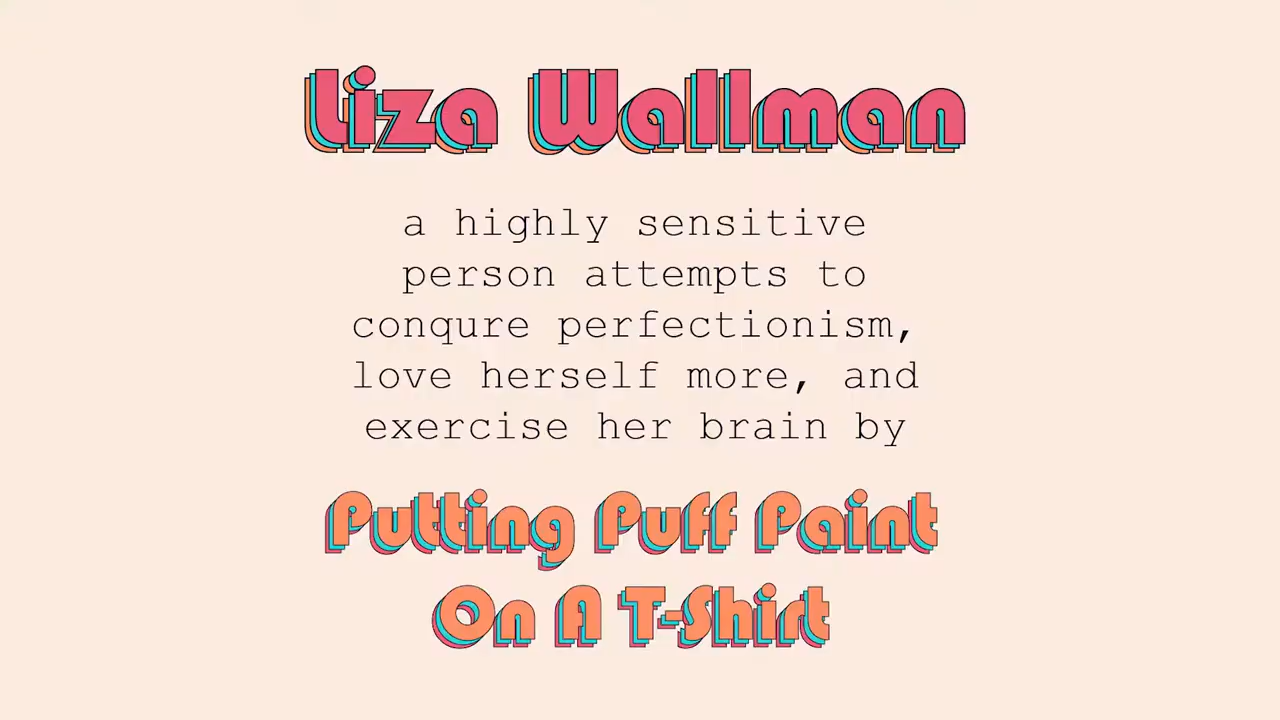 Liza Wallman
a highly sensitive
person attempts to
conqure perfectionism,
love herself more, and
exercise her brain by
Putting Puff Paint
On A T-Shirt